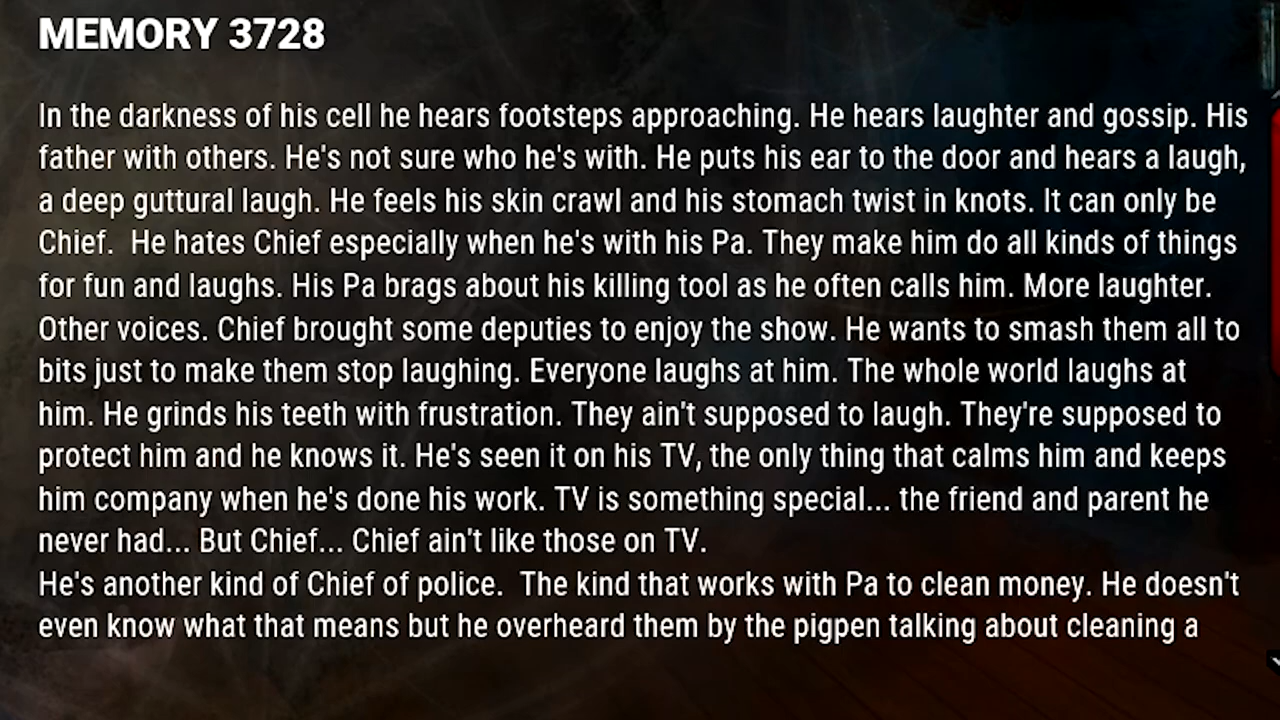 MEMORY 3728
In the darkness of his cell he hears footsteps approaching. He hears laughter and gossip. His
father with others. He's not sure who he's with. He puts his ear to the door and hears a laugh,
a deep guttural laugh. He feels his skin crawl and his stomach twist in knots. It can only be
Chief.  He hates Chief especially when he's with his Pa. They make him do all kinds of things
for fun and laughs. His Pa brags about his killing tool as he often calls him. More laughter.
Other voices. Chief brought some deputies to enjoy the show. He wants to smash them all to
bits just to make them stop laughing. Everyone laughs at him. The whole world laughs at
him. He grinds his teeth with frustration. They ain't supposed to laugh. They're supposed to
protect him and he knows it. He's seen it on his TV, the only thing that calms him and keeps
him company when he's done his work. TV is something special... the friend and parent he
never had... But Chief... Chief ain't like those on TV.
He's another kind of Chief of police.  The kind that works with Pa to clean money. He doesn't
even know what that means but he overheard them by the pigpen talking about cleaning a